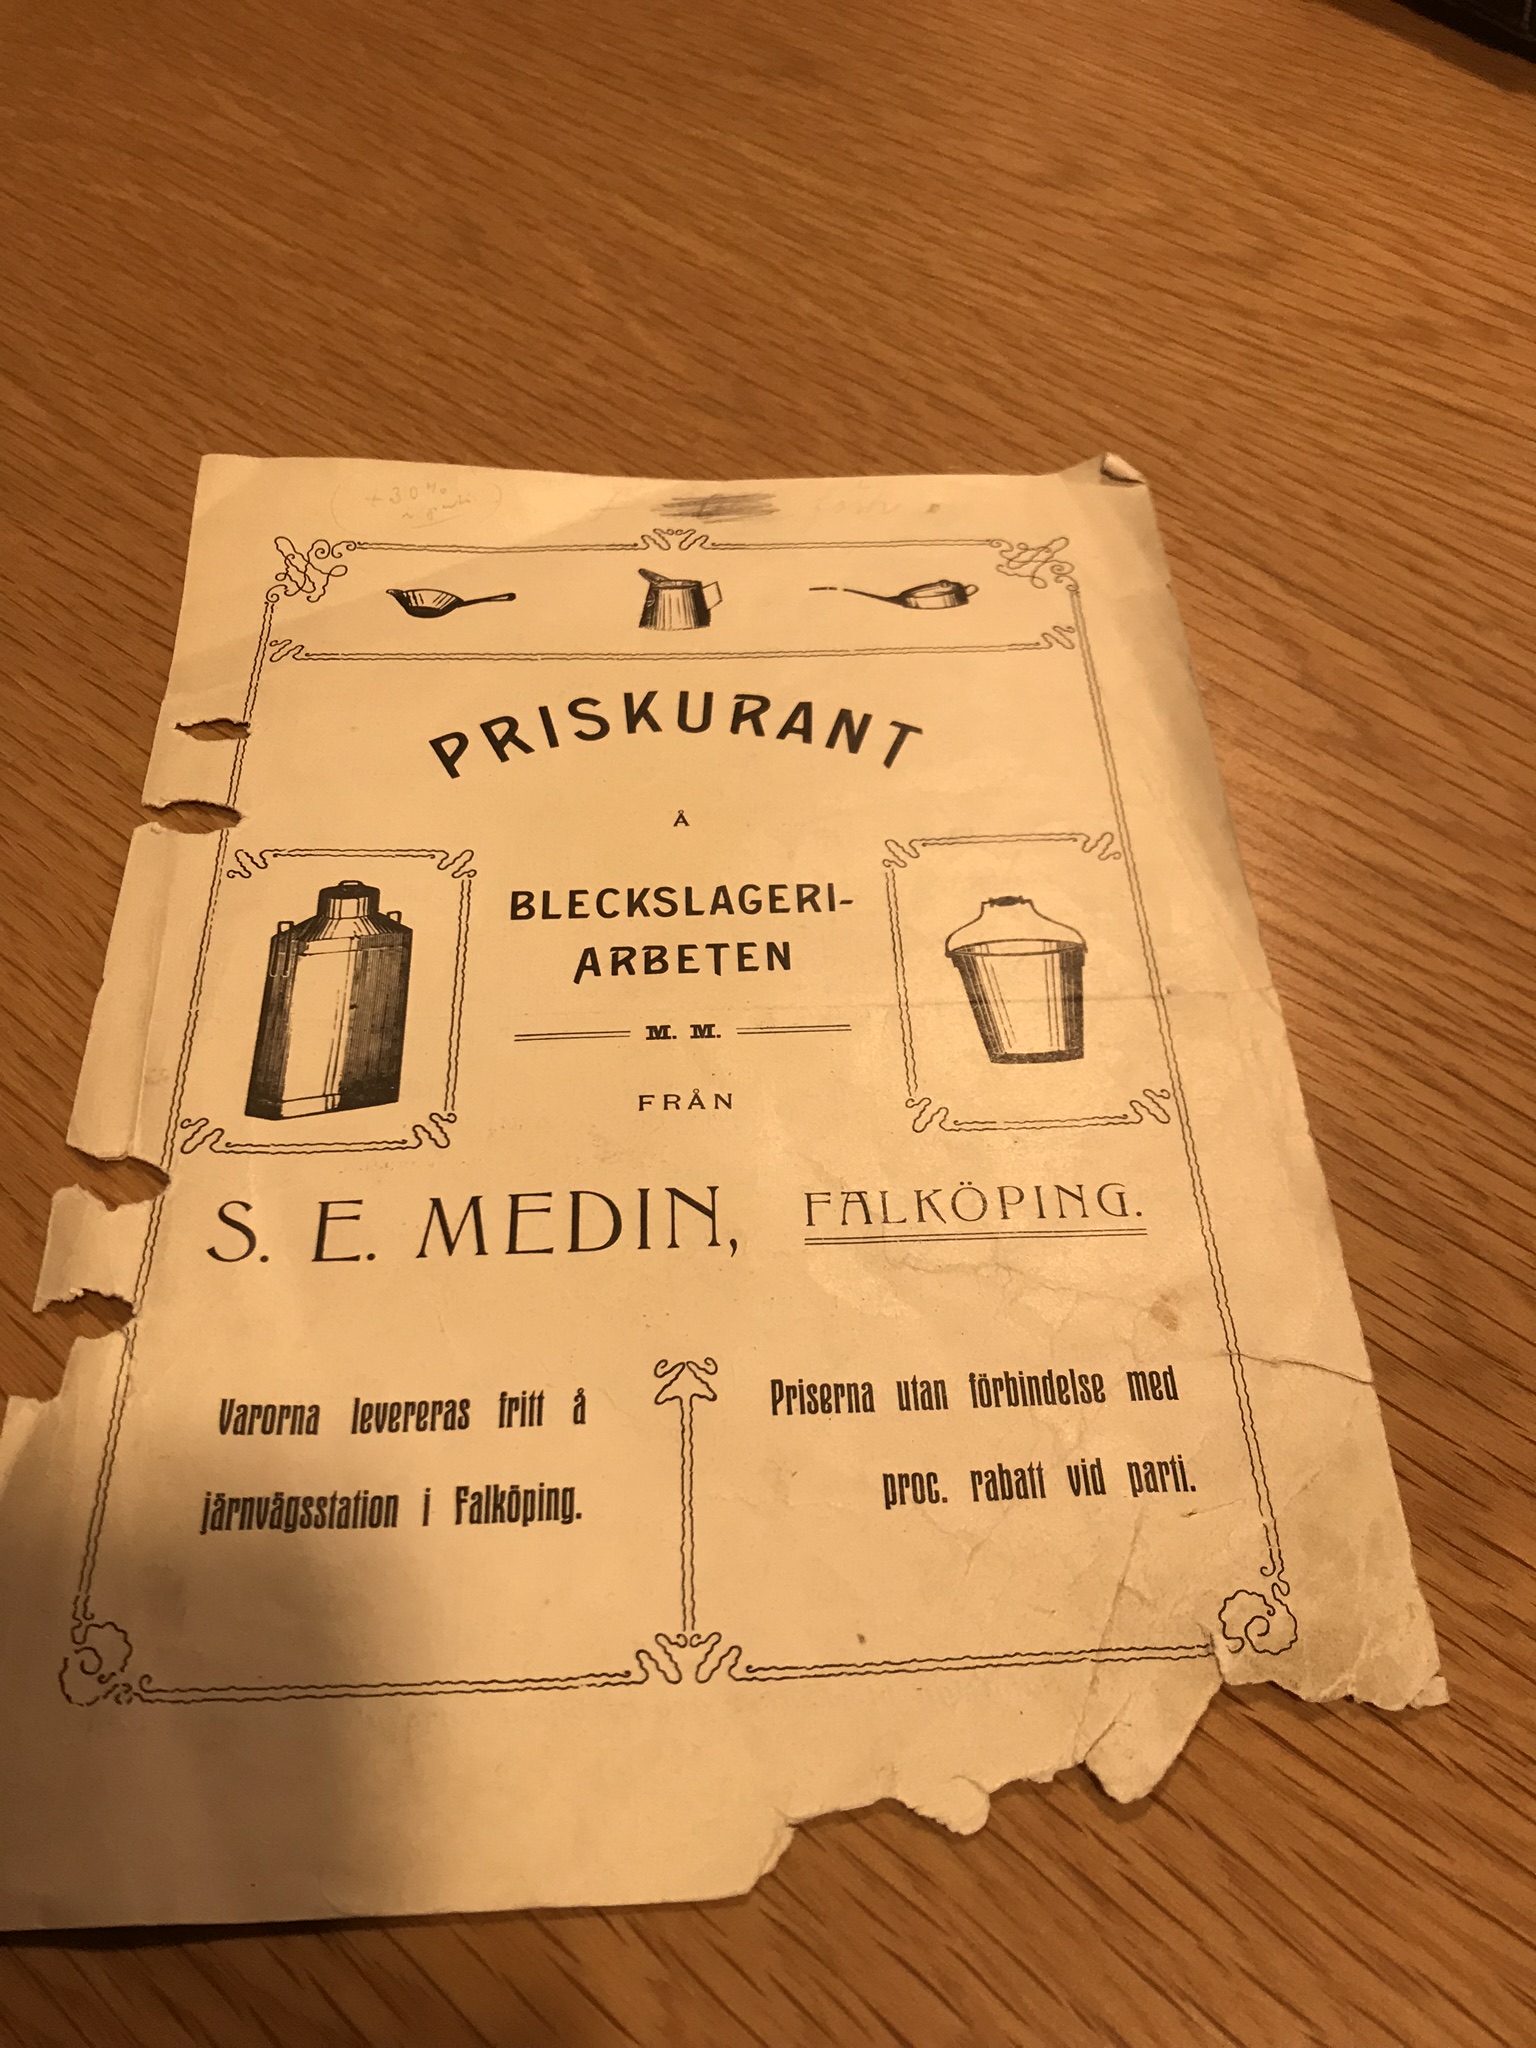 + 30 %
PRISKURANT
Å
BLECKSLAGERI-
ARBETEN
M. M.
FRÅN
S. E. MEDIN, FALKÖPING.
Varorna levereras fritt å
järnvägsstation i Falköping.
Priserna utan förbindelse med
proc. rabatt vid parti.